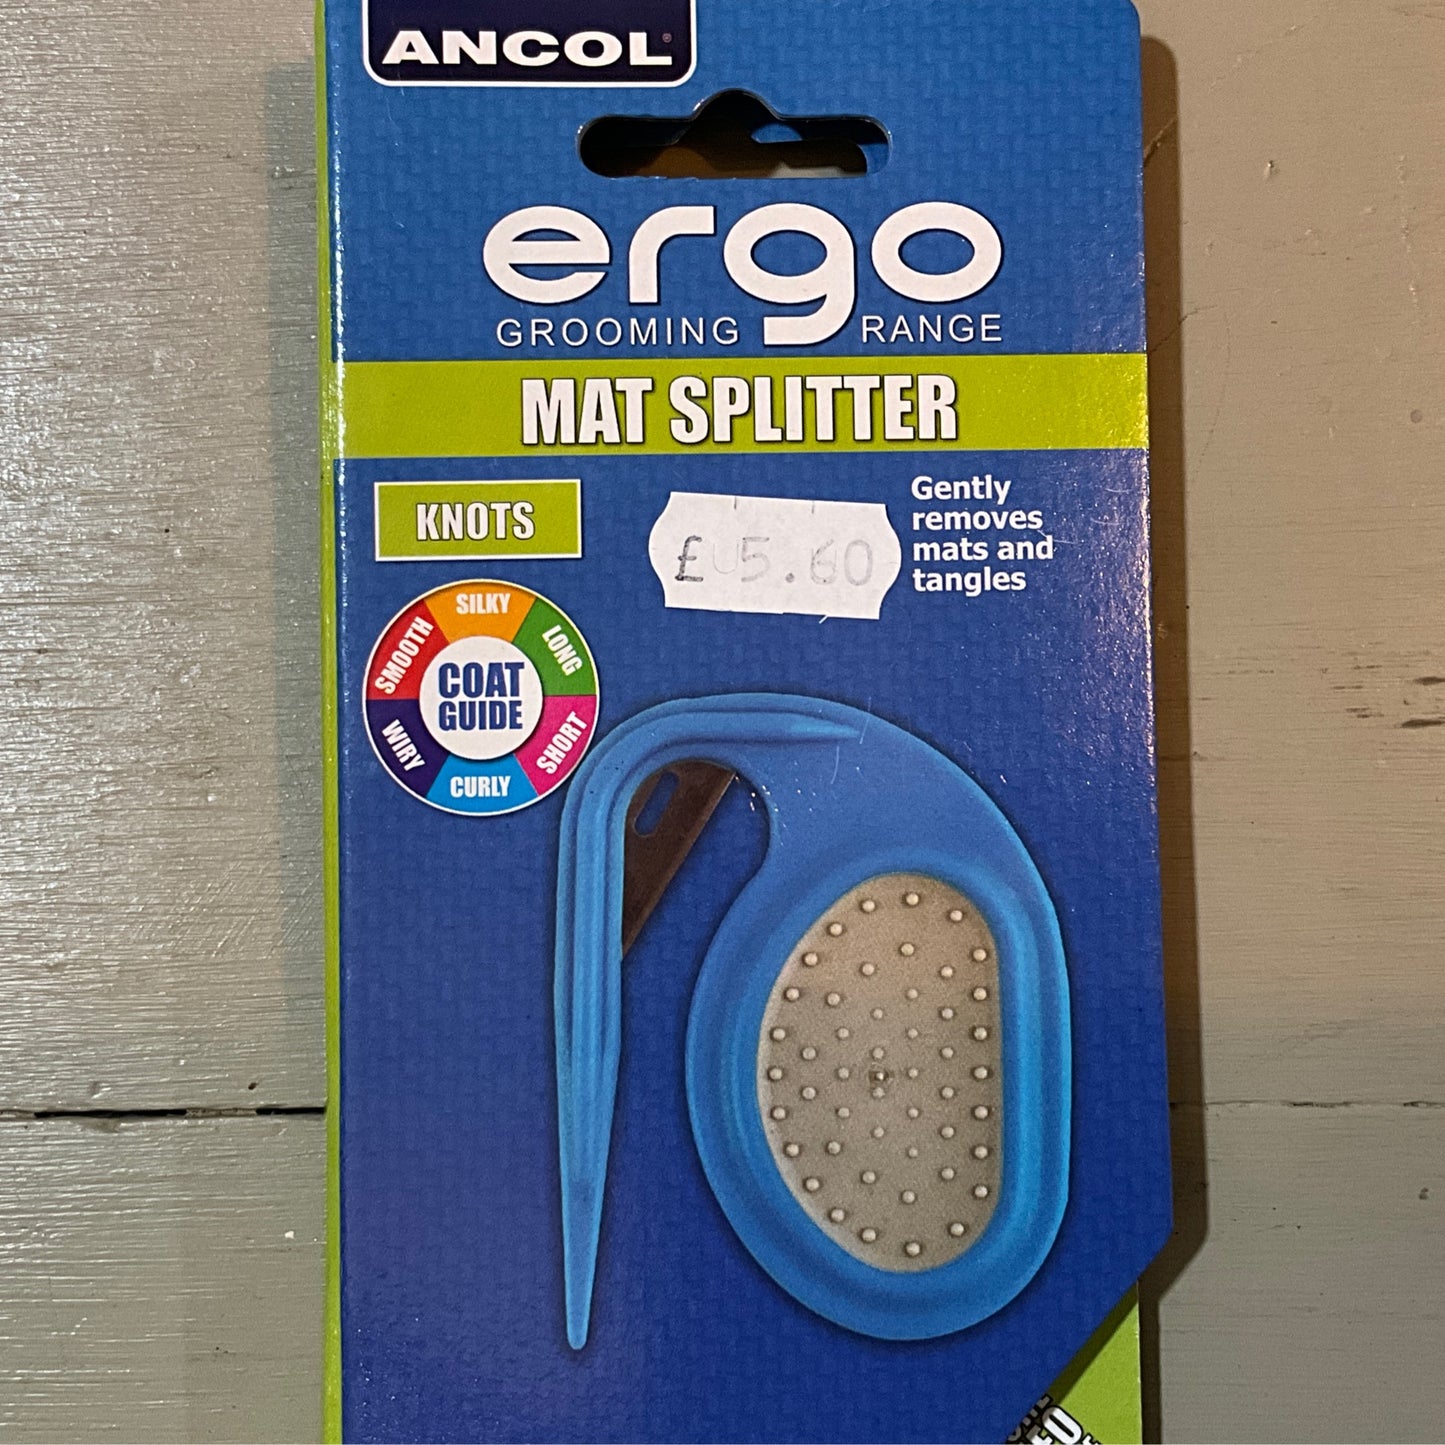 ANCOL
ergo
GROOMING RANGE
MAT SPLITTER
KNOTS
£ 5.60
Gently
removes
mats and
tangles
SILKY
LONG
SHORT
CURLY
WIRY
SMOOTH
COAT
GUIDE